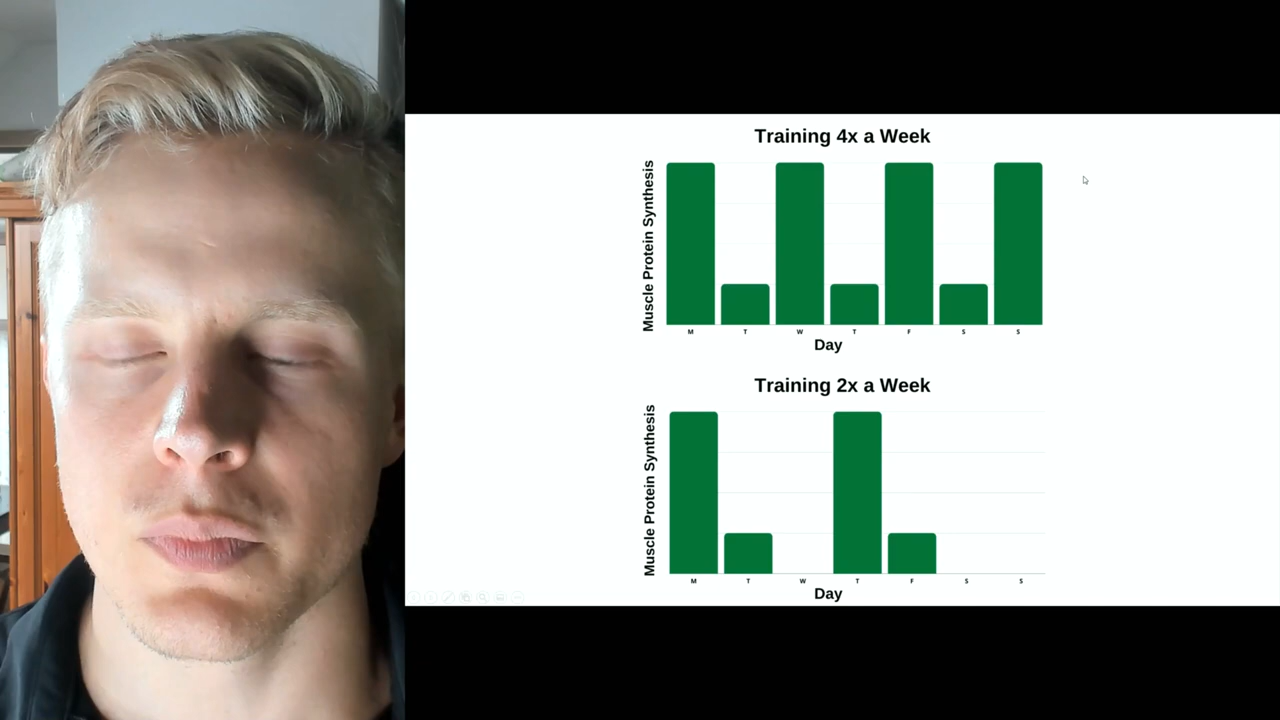 Training 4x a Week
Muscle Protein Synthesis
M T W T F S S
Day
Training 2x a Week
Muscle Protein Synthesis
M T W T F S S
Day